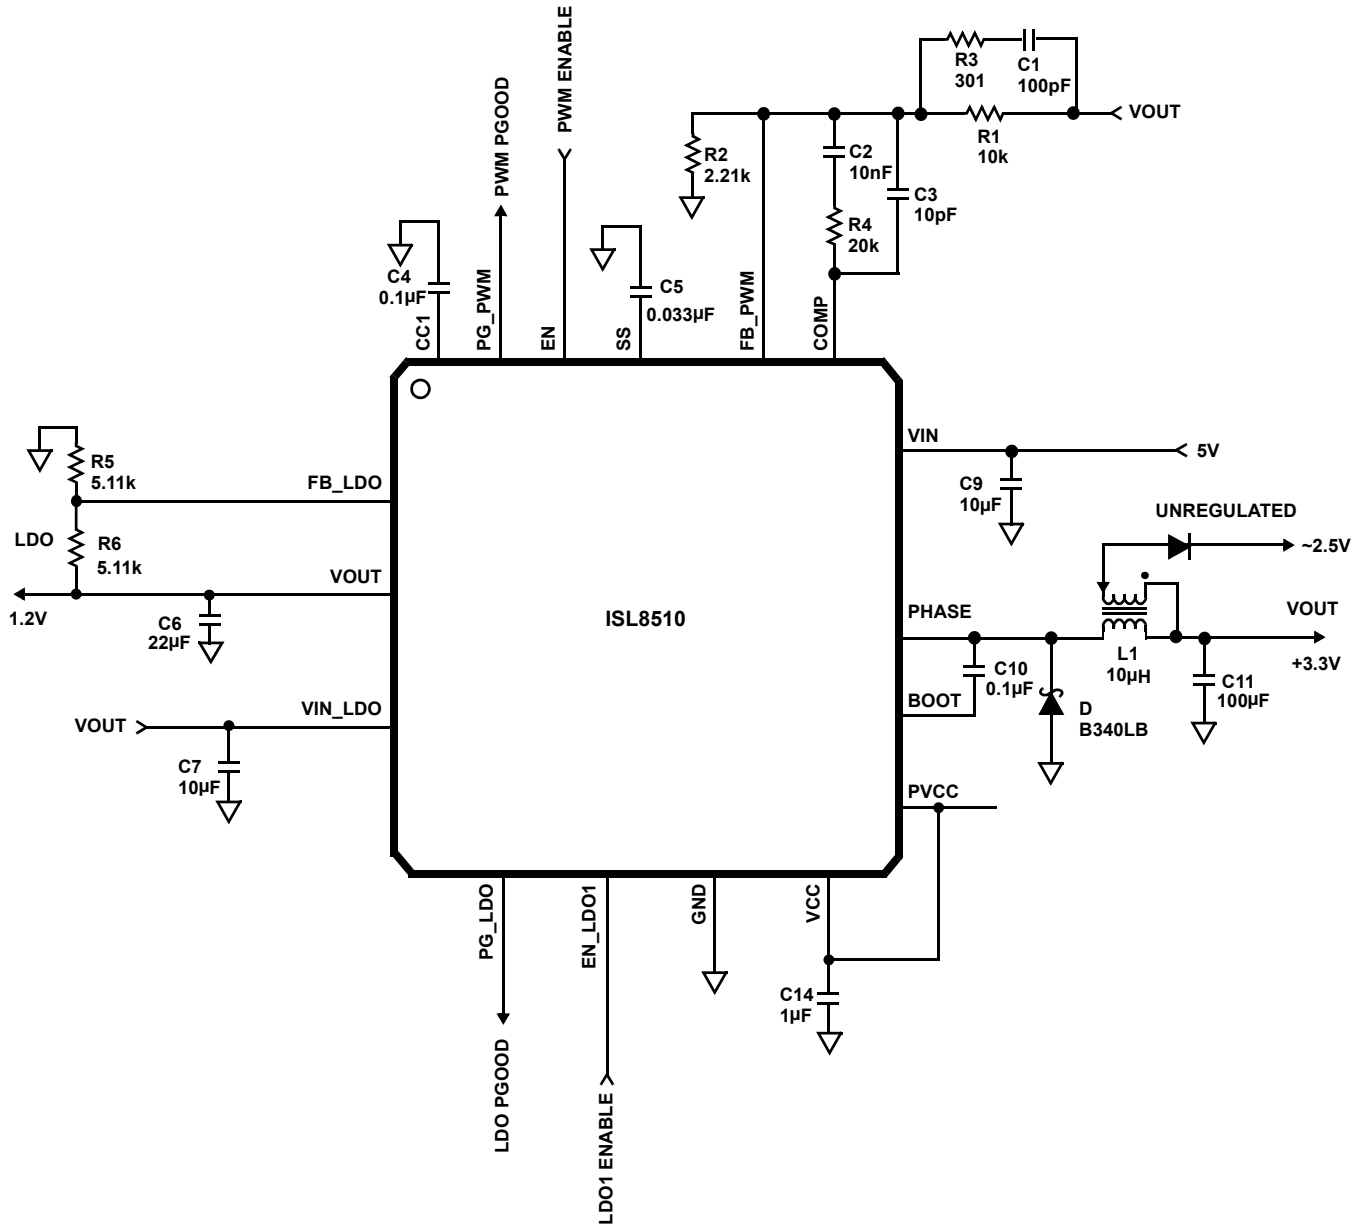 PWM ENABLE
PWM PGOOD
R3
301
C1
100pF
VOUT
R1
10k
R2
2.21k
C2
10nF
C3
10pF
R4
20k
C4
0.1µF
C5
0.033µF
CC1
PG_PWM
EN
SS
FB_PWM
COMP
VIN
5V
C9
10µF
R5
5.11k
FB_LDO
LDO
R6
5.11k
VOUT
1.2V
C6
22µF
ISL8510
UNREGULATED
~2.5V
PHASE
VOUT
+3.3V
L1
10µH
C10
0.1µF
C11
100µF
BOOT
D
B340LB
VOUT
VIN_LDO
C7
10µF
PVCC
PG_LDO
EN_LDO1
GND
VCC
C14
1µF
LDO PGOOD
LDO1 ENABLE